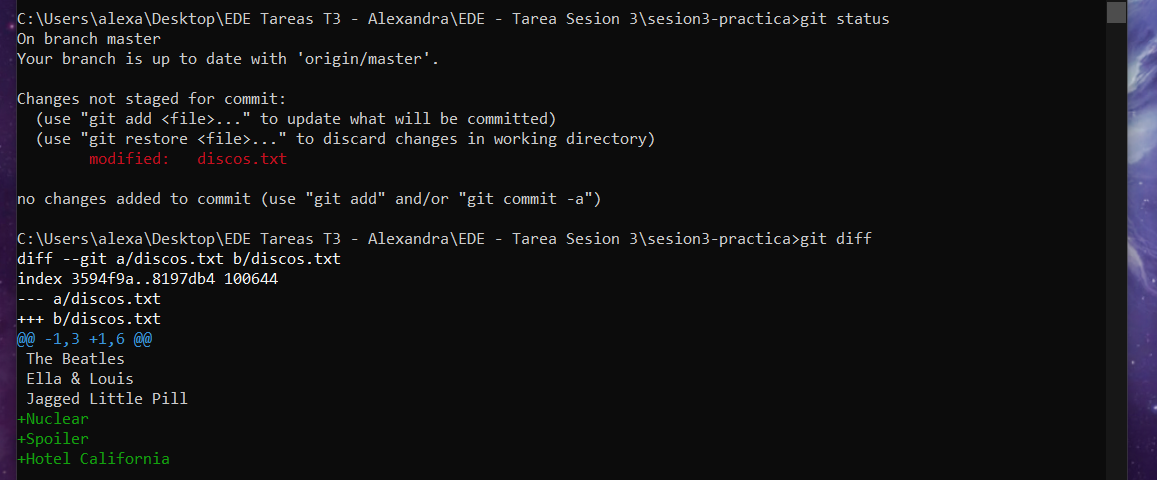 C:\Users\alexa\Desktop\EDE Tareas T3 - Alexandra\EDE - Tarea Sesion 3\sesion3-practica>git status
On branch master
Your branch is up to date with 'origin/master'.
Changes not staged for commit:
(use "git add <file>..." to update what will be committed)
(use "git restore <file>..." to discard changes in working directory)
modified:   discos.txt
no changes added to commit (use "git add" and/or "git commit -a")
C:\Users\alexa\Desktop\EDE Tareas T3 - Alexandra\EDE - Tarea Sesion 3\sesion3-practica>git diff
diff --git a/discos.txt b/discos.txt
index 3594f9a..8197db4 100644
--- a/discos.txt
+++ b/discos.txt
@@ -1,3 +1,6 @@
The Beatles
Ella & Louis
Jagged Little Pill
+Nuclear
+Spoiler
+Hotel California